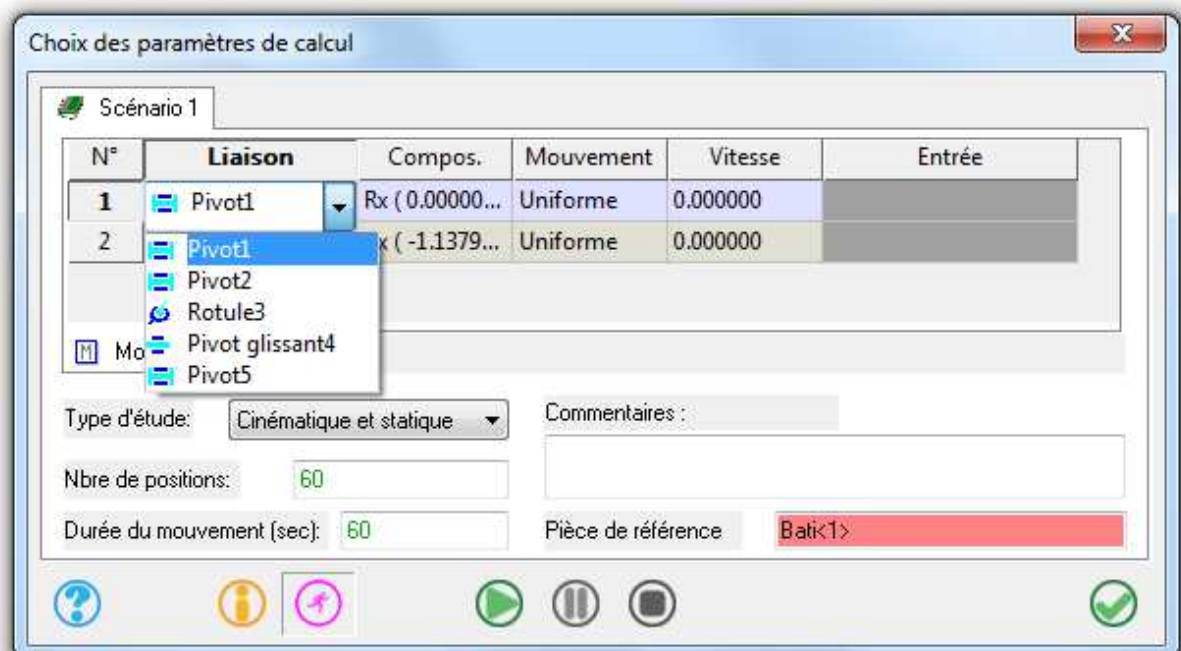 Choix des paramètres de calcul
Scénario 1
N° Liaison Compos. Mouvement Vitesse Entrée
1 Pivot1 Rx ( 0.00000... Uniforme 0.000000
2 x ( -1.1379... Uniforme 0.000000
Pivot1
Pivot2
Rotule3
Pivot glissant4
Pivot5
M Mo
Type d'étude: Cinématique et statique Commentaires :
Nbre de positions: 60
Durée du mouvement (sec): 60 Pièce de référence Bati<1>